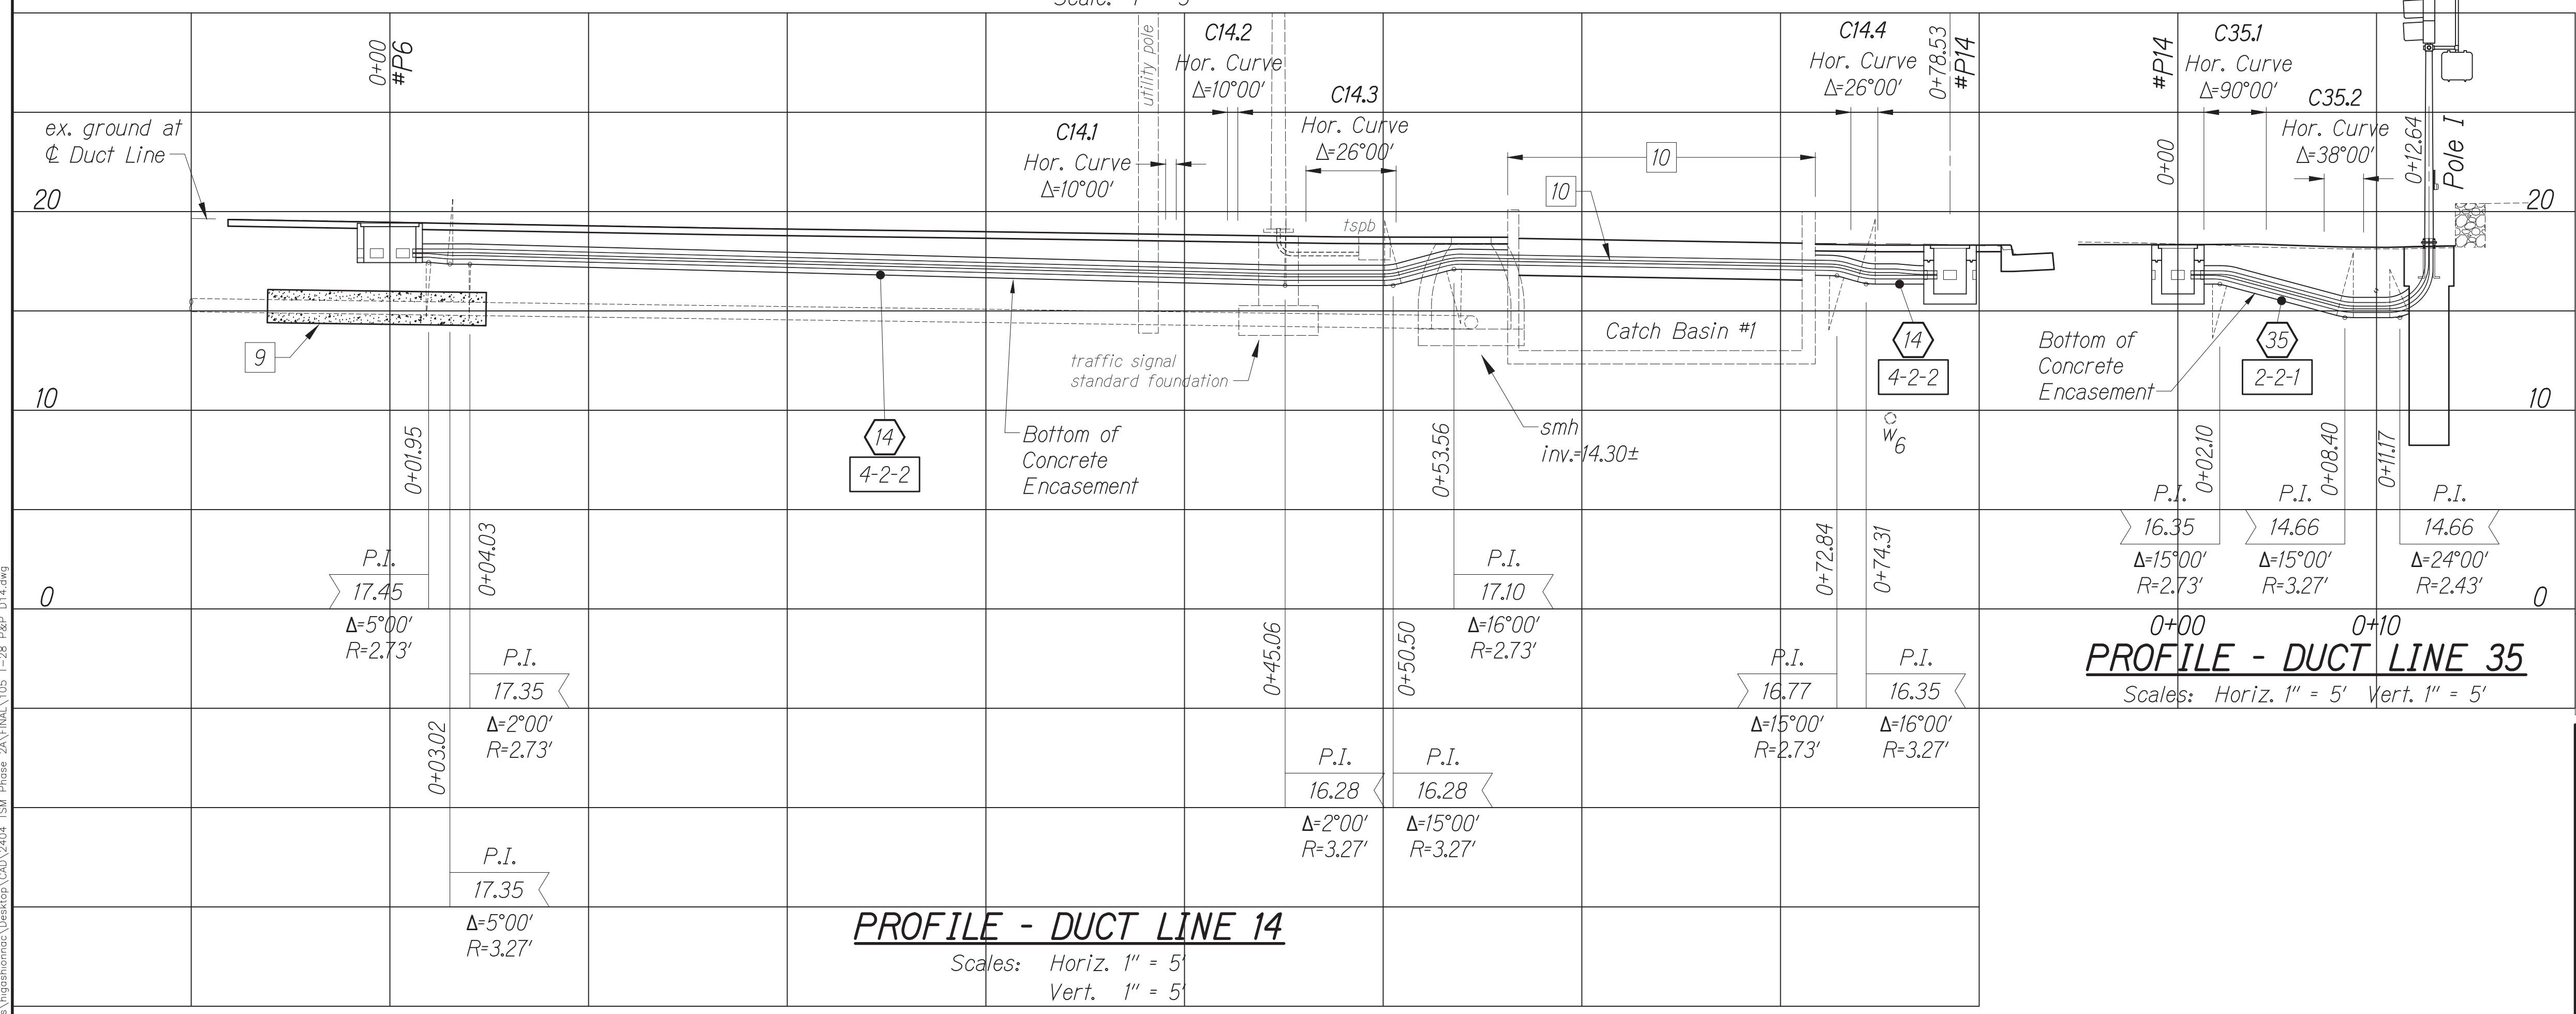 0+00
#P6
ex. ground at
℄ Duct Line
utility pole
C14.1
Hor. Curve
Δ=10°00'
C14.2
Hor. Curve
Δ=10°00'
C14.3
Hor. Curve
Δ=26°00'
tspb
10
10
C14.4
Hor. Curve
Δ=26°00'
0+78.53
#P14
#P14
0+00
C35.1
Hor. Curve
Δ=90°00'
C35.2
Hor. Curve
Δ=38°00'
0+12.64
Pole I
20
20
9
traffic signal
standard foundation
Catch Basin #1
14
4-2-2
Bottom of
Concrete
Encasement
35
2-2-1
10
10
14
4-2-2
Bottom of
Concrete
Encasement
smh
inv.=14.30±
W6
0+01.95
0+04.03
0+03.02
0+45.06
0+50.50
0+53.56
0+72.84
0+74.31
0+02.10
0+08.40
0+11.17
P.I.
16.35
Δ=15°00'
R=2.73'
P.I.
14.66
Δ=15°00'
R=3.27'
P.I.
14.66
Δ=24°00'
R=2.43'
P.I.
17.45
Δ=5°00'
R=2.73'
P.I.
17.35
Δ=2°00'
R=2.73'
P.I.
17.35
Δ=5°00'
R=3.27'
P.I.
16.28
Δ=2°00'
R=3.27'
P.I.
16.28
Δ=15°00'
R=3.27'
P.I.
17.10
Δ=16°00'
R=2.73'
P.I.
16.77
Δ=15°00'
R=2.73'
P.I.
16.35
Δ=16°00'
R=3.27'
0
0
0+00 0+10
PROFILE - DUCT LINE 35
Scales: Horiz. 1" = 5' Vert. 1" = 5'
PROFILE - DUCT LINE 14
Scales: Horiz. 1" = 5'
Vert. 1" = 5'